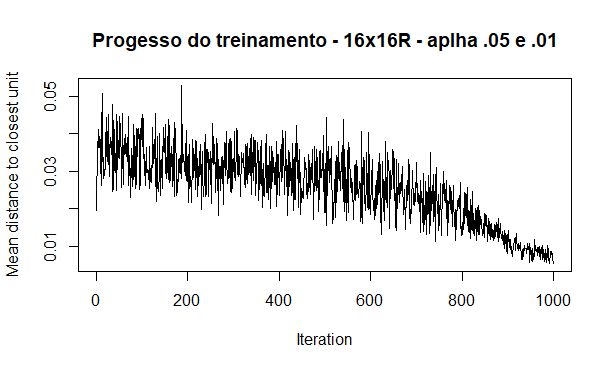 Progesso do treinamento - 16x16R - aplha .05 e .01
Mean distance to closest unit
0.05
0.03
0.01
0 200 400 600 800 1000
Iteration